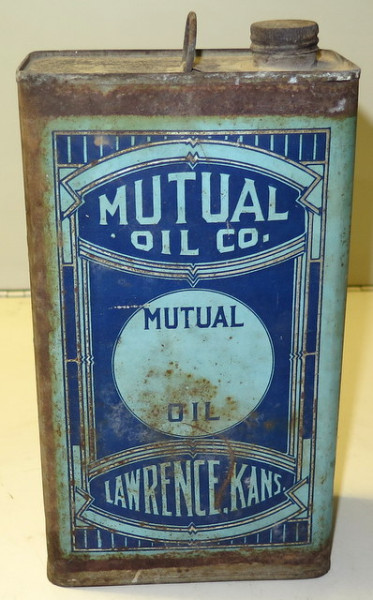 MUTUAL
· OIL CO.
MUTUAL
OIL
LAWRENCE, KANS.